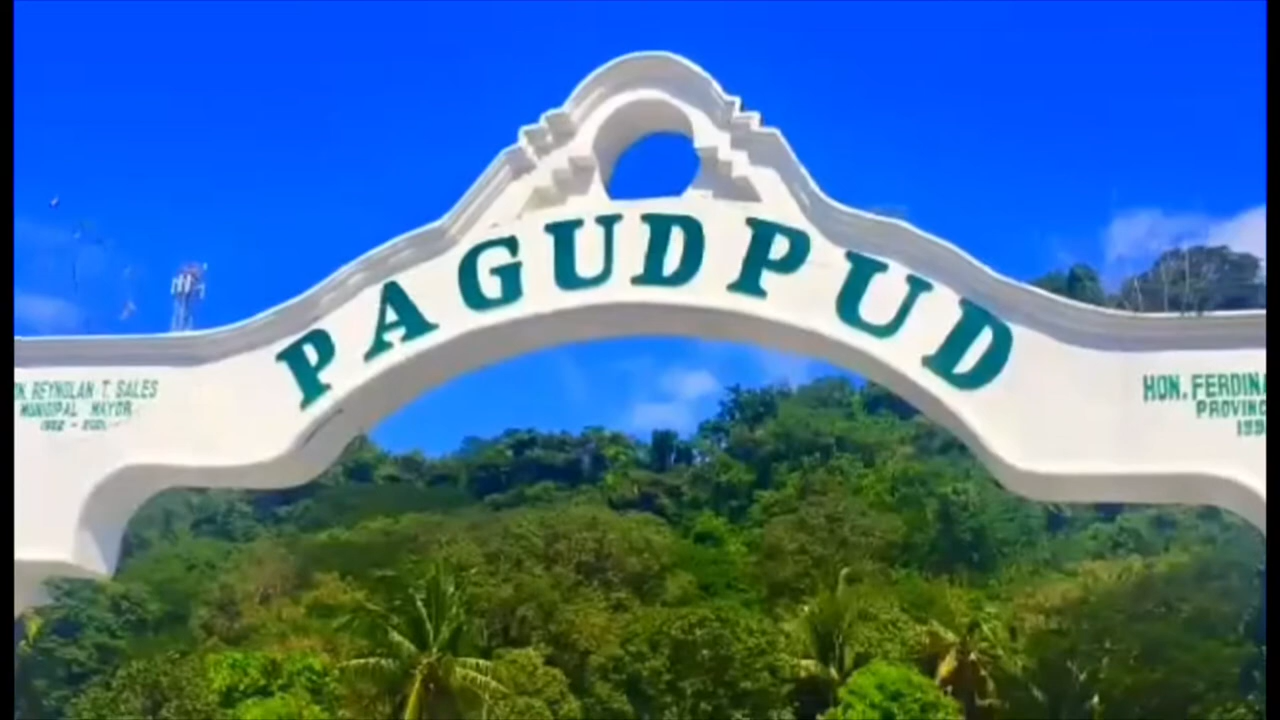 PAGUDPUD
REYNOLAN T. SALES
MUNICIPAL MAYOR
HON. FERDINA
PROVINC